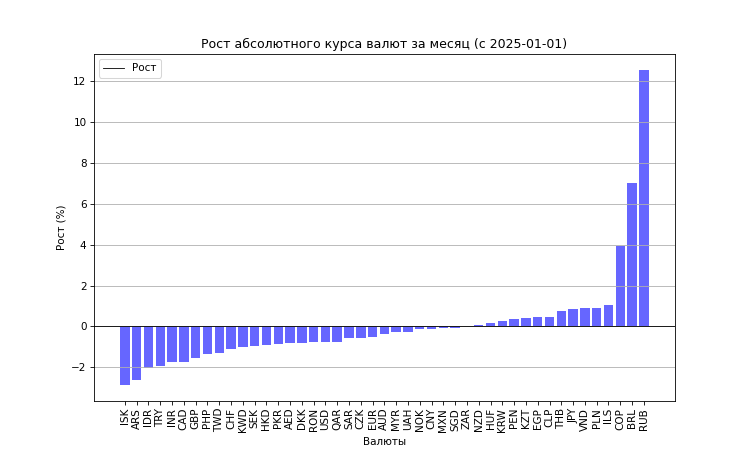 Рост абсолютного курса валют за месяц (с 2025-01-01)
Рост
12
10
8
6
4
2
0
−2
Рост (%)
ISK ARS IDR TRY INR CAD GBP PHP TWD CHF KWD SEK HKD PKR AED DKK RON USD QAR SAR CZK EUR AUD MYR UAH NOK CNY MXN SGD ZAR NZD HUF KRW PEN KZT EGP CLP THB JPY VND PLN ILS COP BRL RUB
Валюты